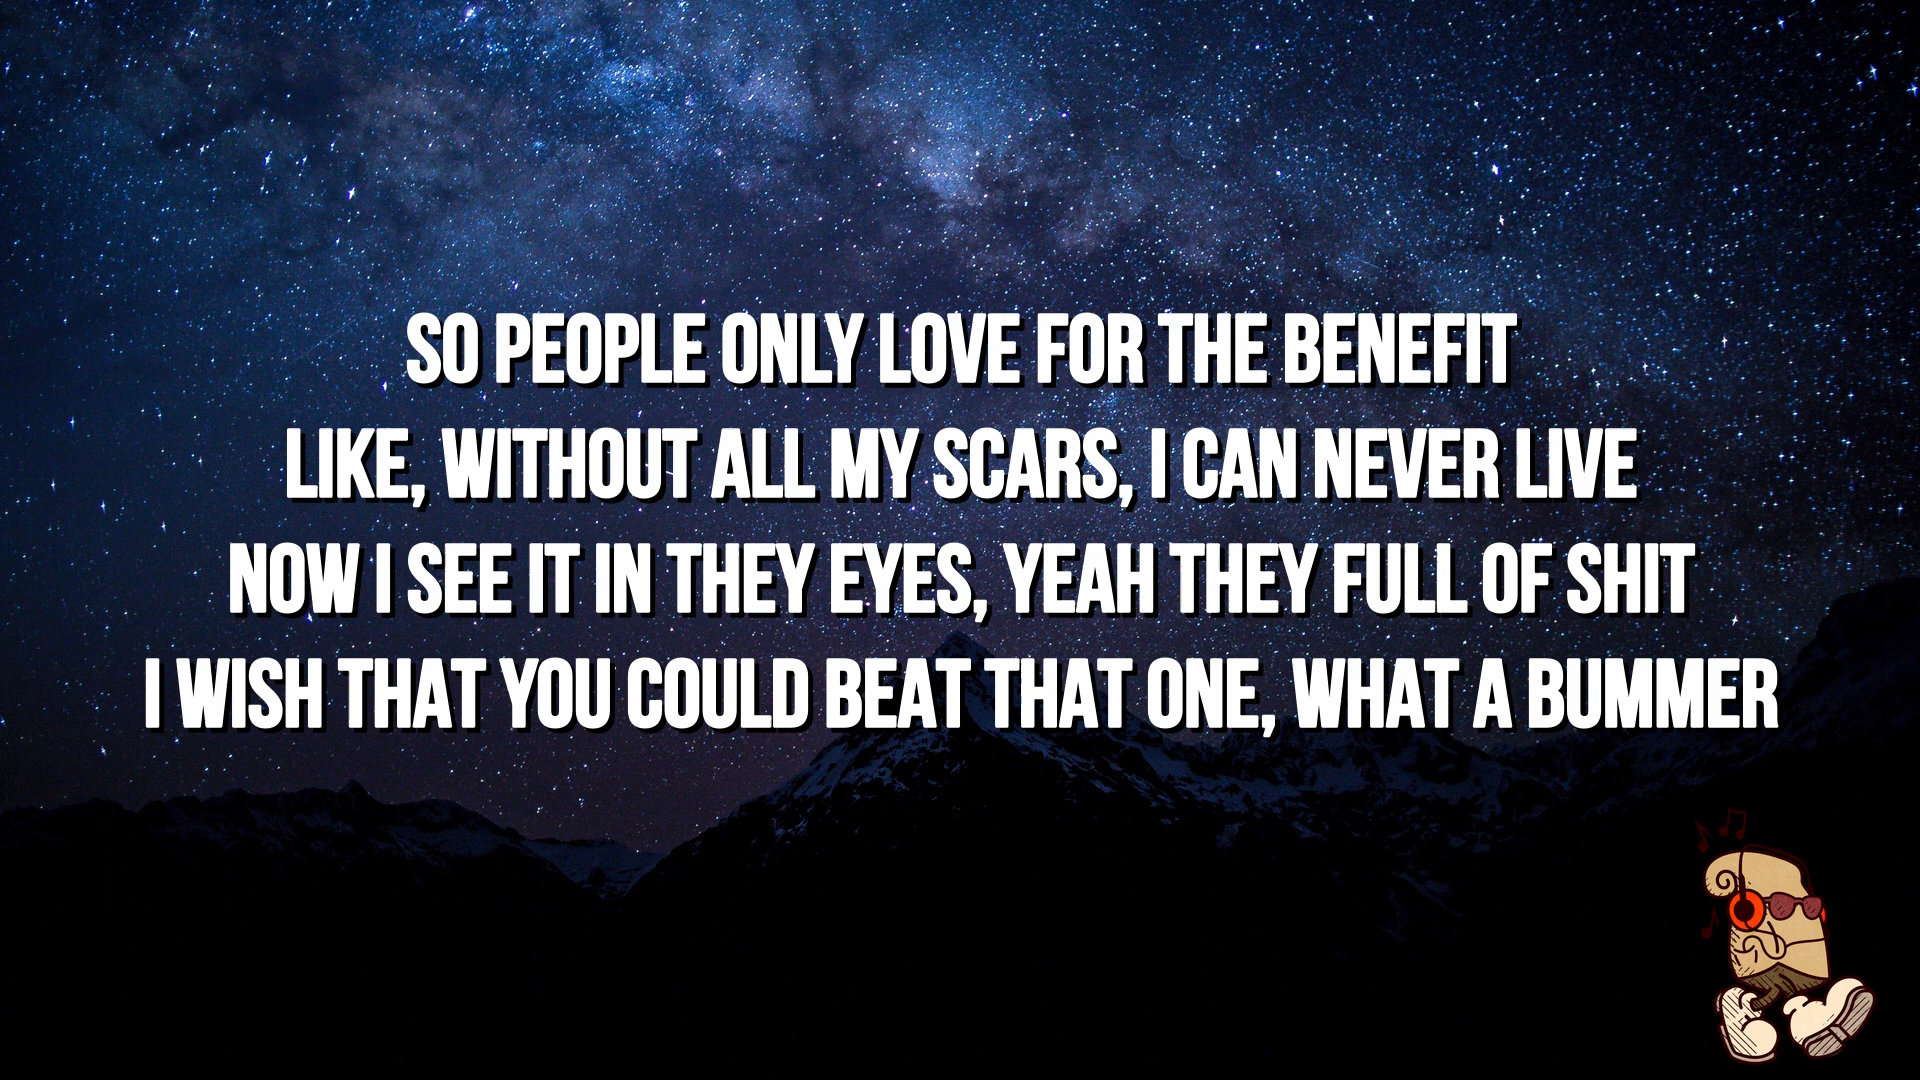 SO PEOPLE ONLY LOVE FOR THE BENEFIT
LIKE, WITHOUT ALL MY SCARS, I CAN NEVER LIVE
NOW I SEE IT IN THEY EYES, YEAH THEY FULL OF SHIT
I WISH THAT YOU COULD BEAT THAT ONE, WHAT A BUMMER